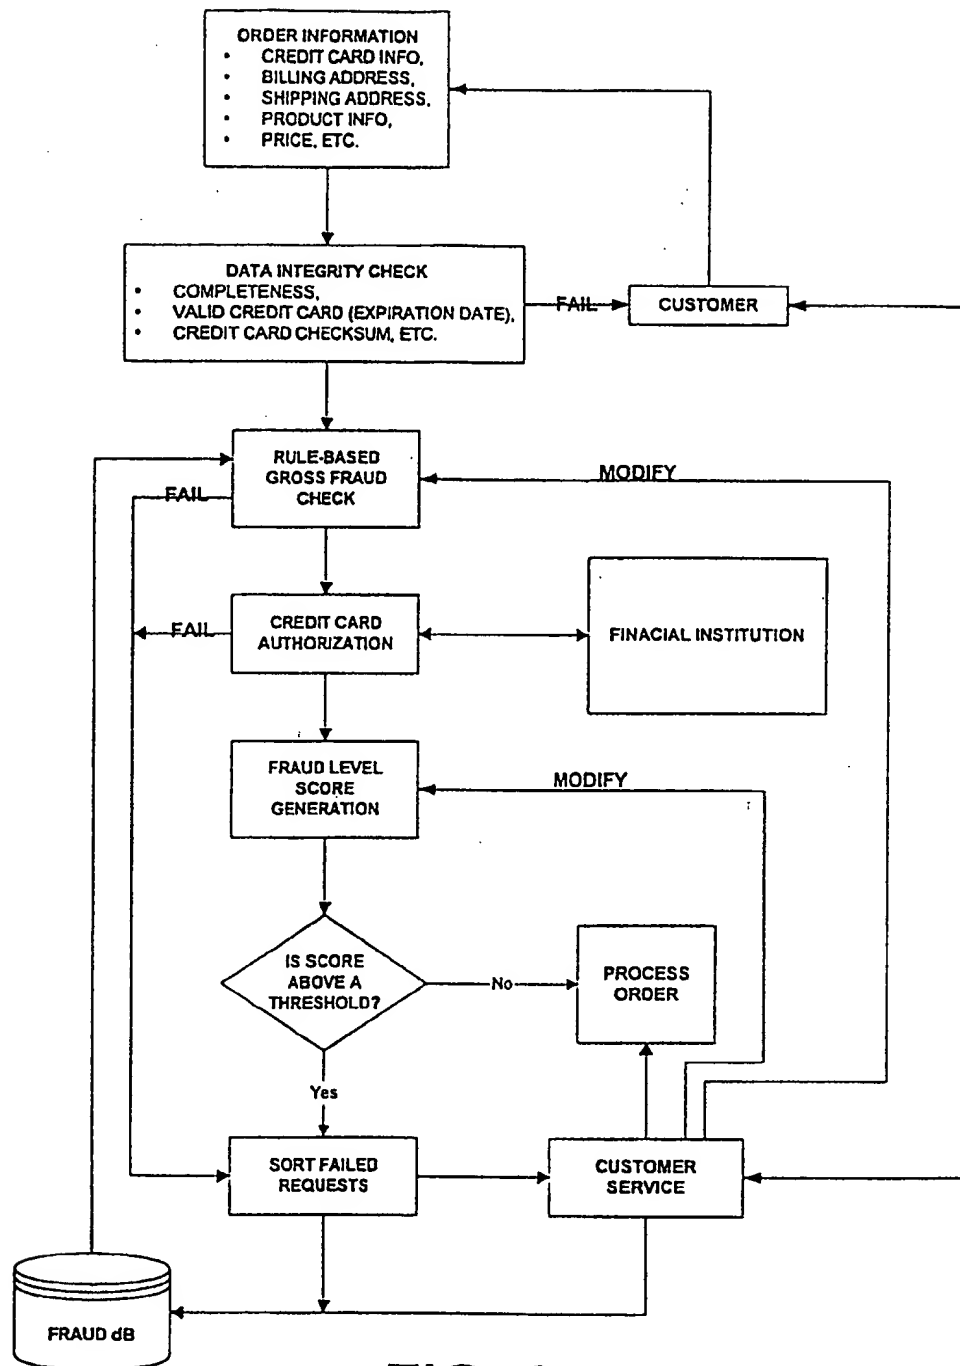 ORDER INFORMATION
• CREDIT CARD INFO,
• BILLING ADDRESS,
• SHIPPING ADDRESS,
• PRODUCT INFO,
• PRICE, ETC.
DATA INTEGRITY CHECK
• COMPLETENESS,
• VALID CREDIT CARD (EXPIRATION DATE),
• CREDIT CARD CHECKSUM, ETC.
FAIL
CUSTOMER
RULE-BASED
GROSS FRAUD
CHECK
MODIFY
FAIL
CREDIT CARD
AUTHORIZATION
FAIL
FINACIAL INSTITUTION
FRAUD LEVEL
SCORE
GENERATION
MODIFY
IS SCORE
ABOVE A
THRESHOLD?
No
PROCESS
ORDER
Yes
SORT FAILED
REQUESTS
CUSTOMER
SERVICE
FRAUD dB